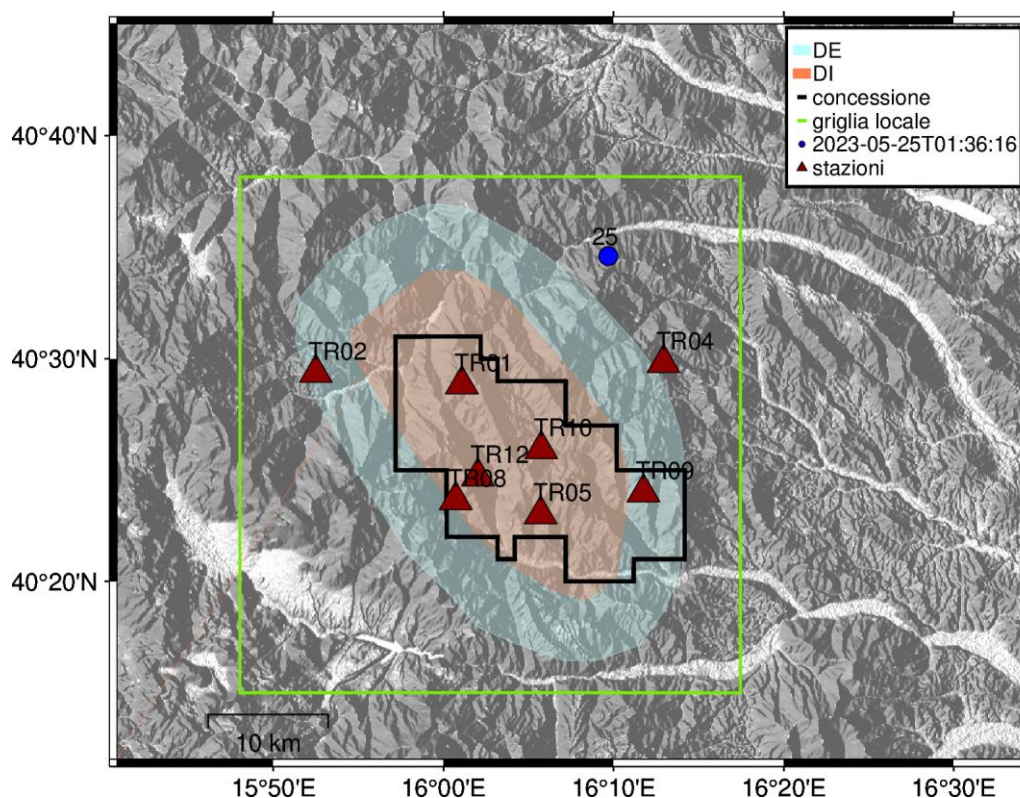 DE
DI
concessione
griglia locale
2023-05-25T01:36:16
stazioni
40°40'N
40°30'N
40°20'N
25
TR02
TR01
TR04
TR10
TR12
TR08
TR05
TR09
10 km
15°50'E
16°00'E
16°10'E
16°20'E
16°30'E